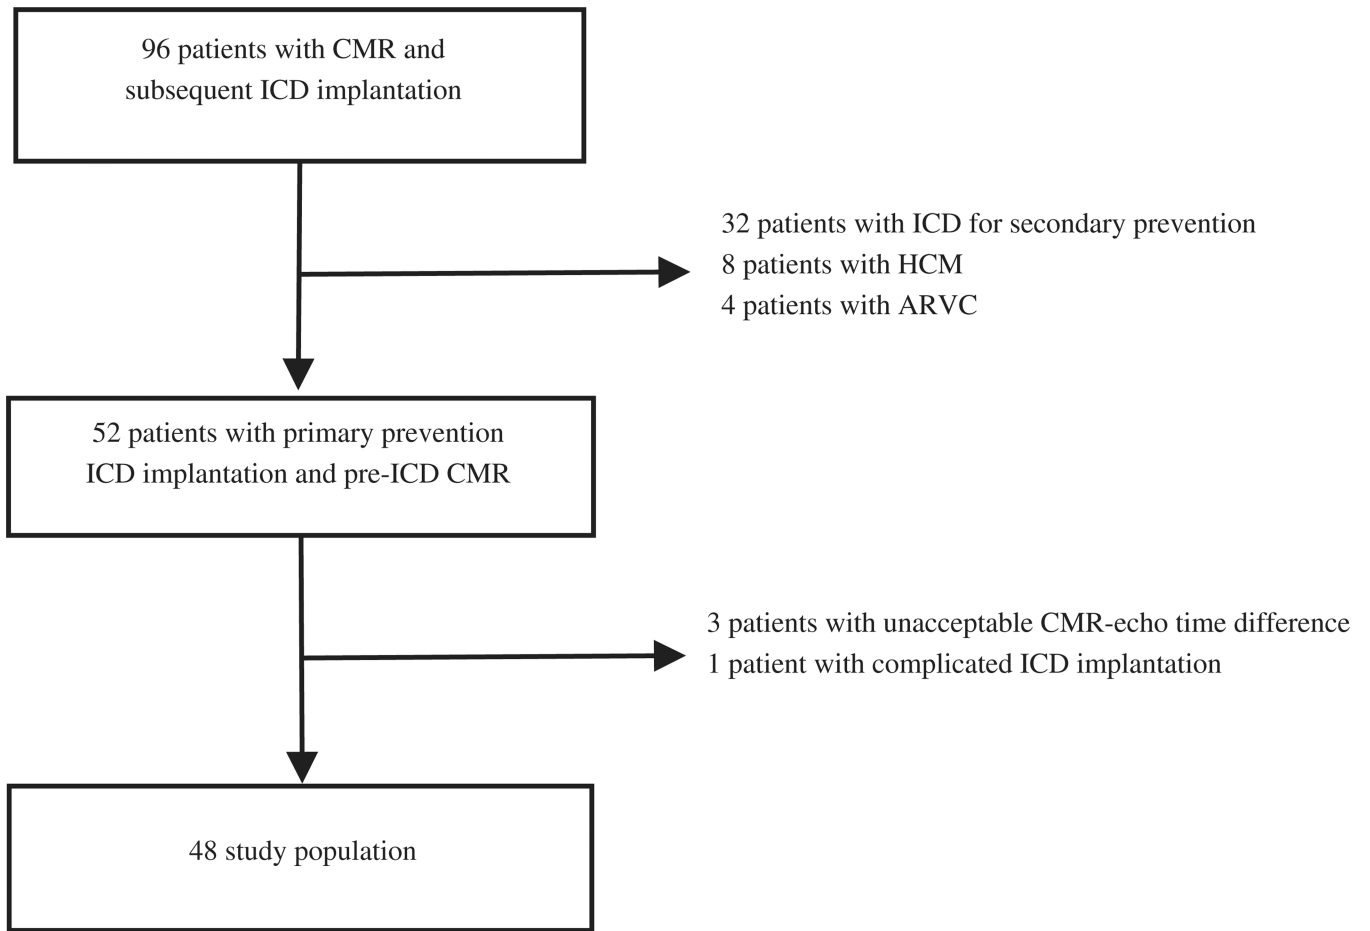 96 patients with CMR and
subsequent ICD implantation
32 patients with ICD for secondary prevention
8 patients with HCM
4 patients with ARVC
52 patients with primary prevention
ICD implantation and pre-ICD CMR
3 patients with unacceptable CMR-echo time difference
1 patient with complicated ICD implantation
48 study population